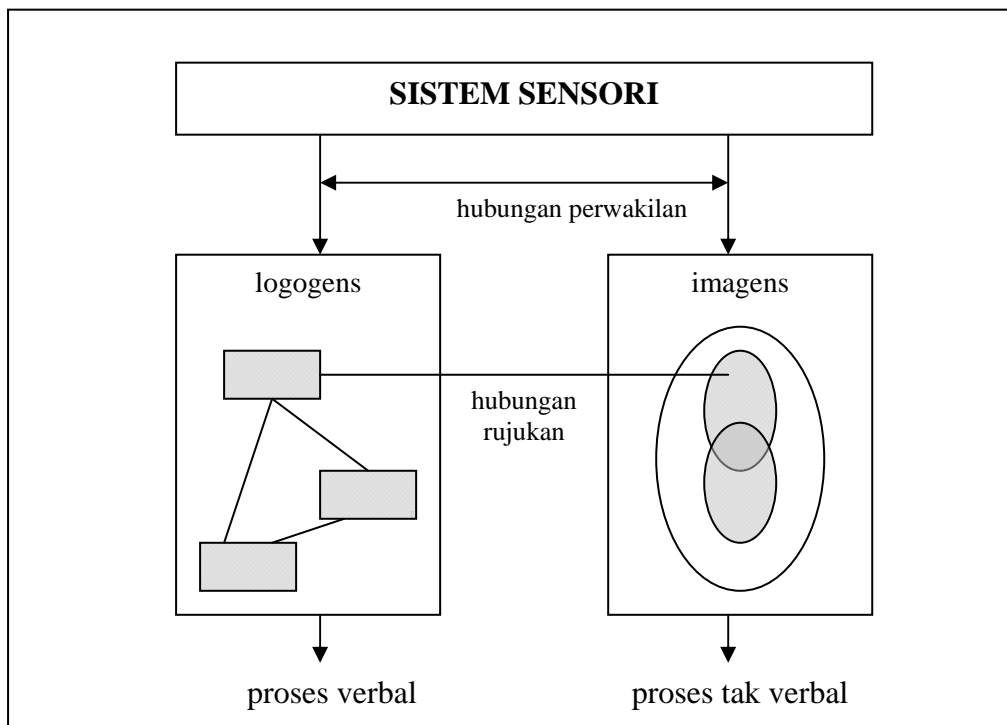 SISTEM SENSORI
hubungan perwakilan
logogens
imagens
hubungan
rujukan
proses verbal
proses tak verbal